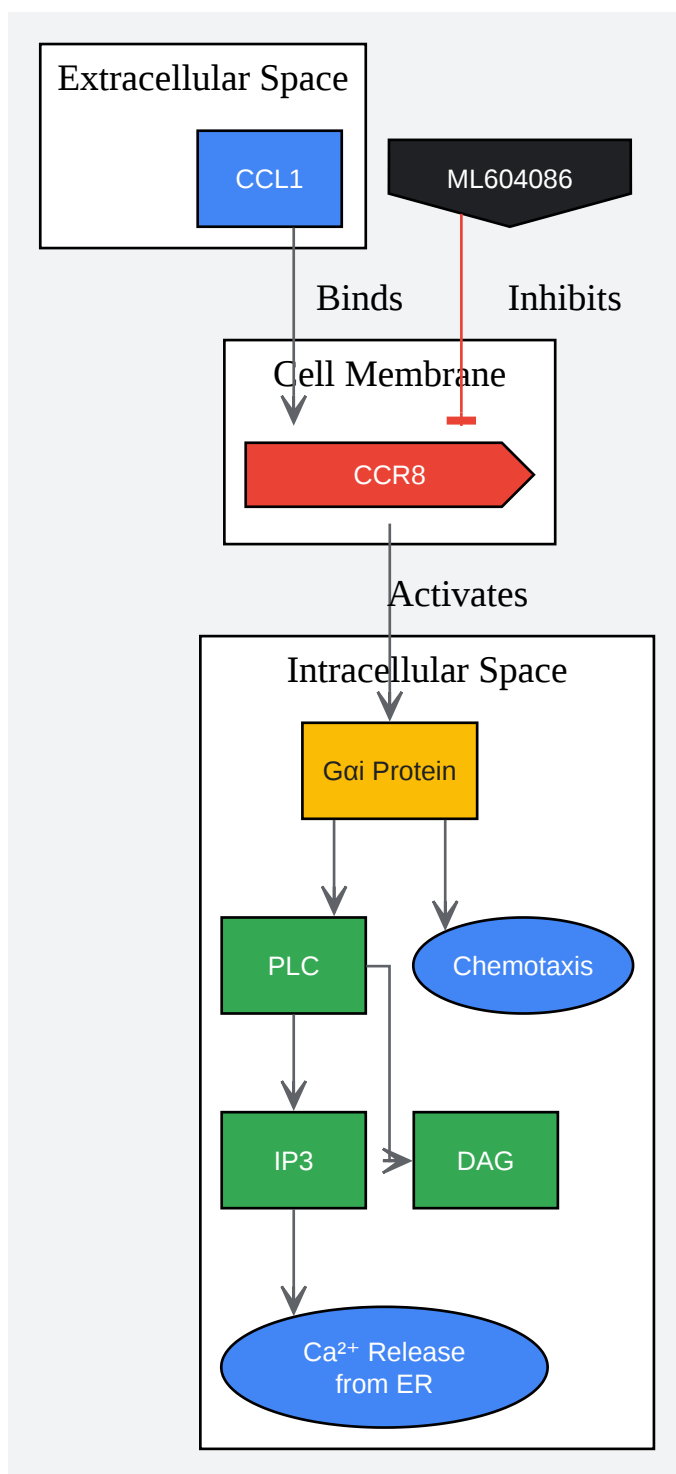 Extracellular Space
CCL1
ML604086
Binds
Inhibits
Cell Membrane
CCR8
Activates
Intracellular Space
Gαi Protein
PLC
Chemotaxis
IP3
DAG
Ca²⁺ Release
from ER